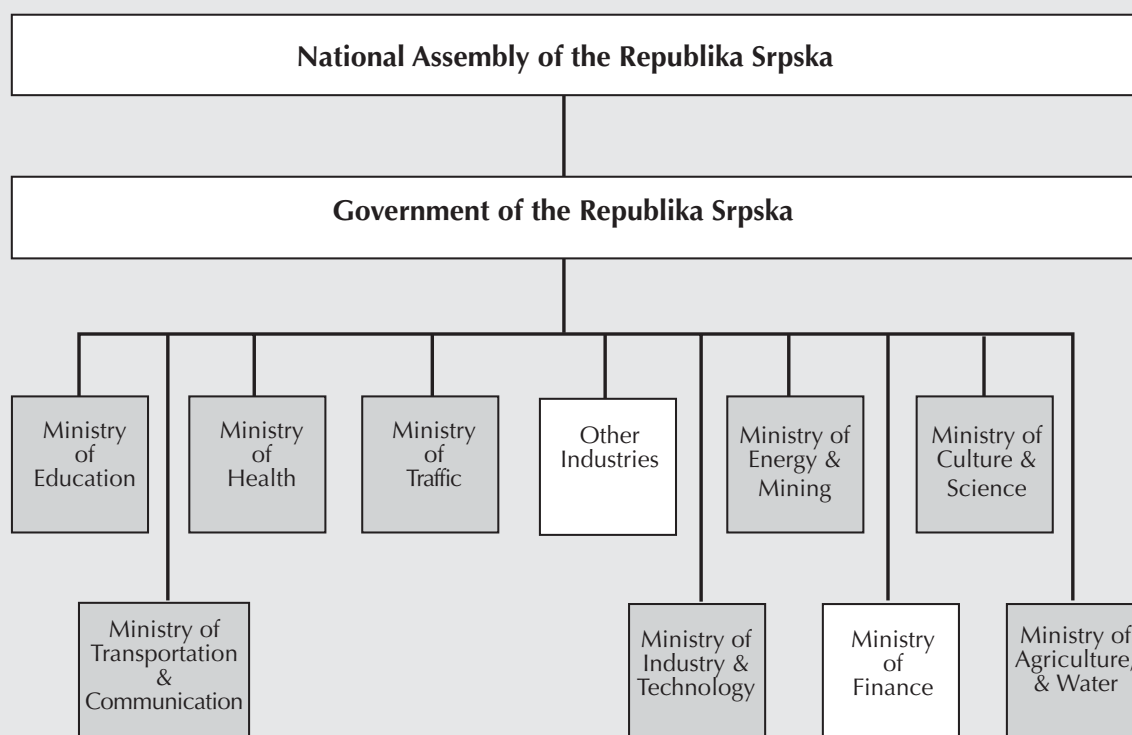 National Assembly of the Republika Srpska
Government of the Republika Srpska
Ministry
of
Education
Ministry
of
Health
Ministry
of
Traffic
Other
Industries
Ministry of
Energy &
Mining
Ministry of
Culture &
Science
Ministry of
Transportation
&
Communication
Ministry of
Industry &
Technology
Ministry
of
Finance
Ministry of
Agriculture,
& Water